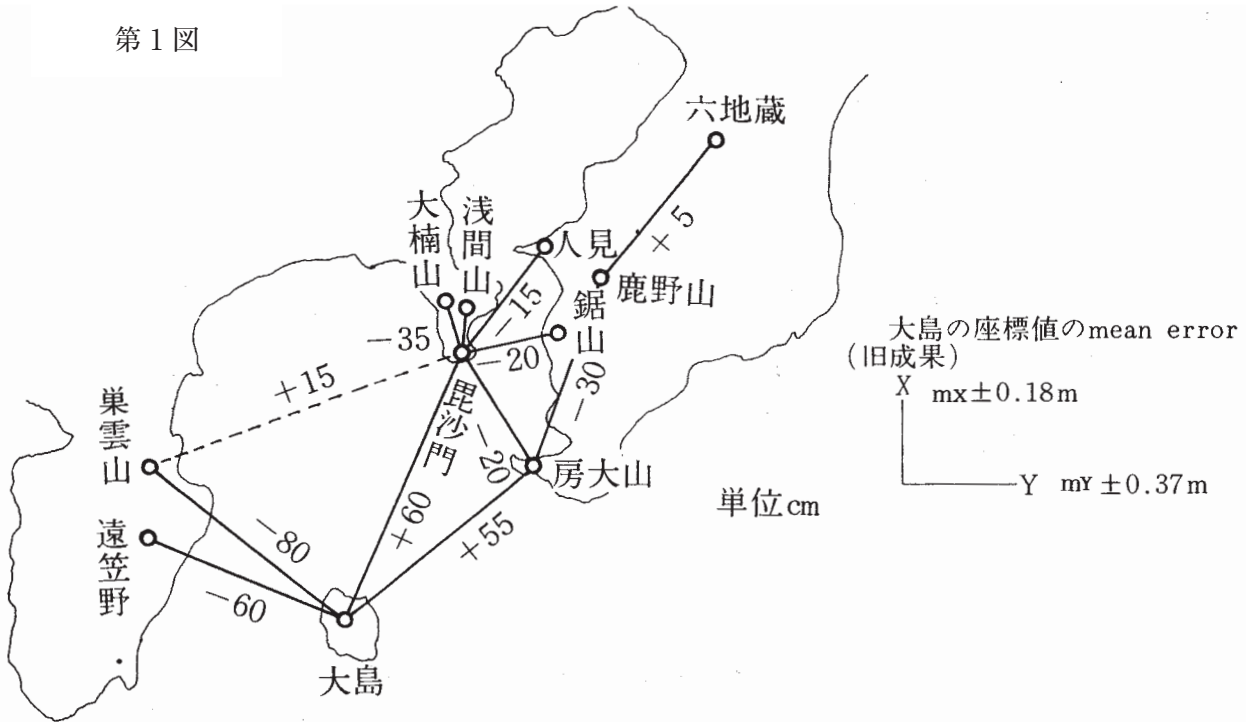 第1図
六地蔵
+5
大楠山
浅間山
人見
鹿野山
鋸山
-15
-35
-20
+15
-30
毘沙門
巣雲山
-20
房大山
+60
+55
-80
遠笠野
-60
大島
単位cm
大島の座標値のmean error
(旧成果)
X mx±0.18m
Y mY±0.37m